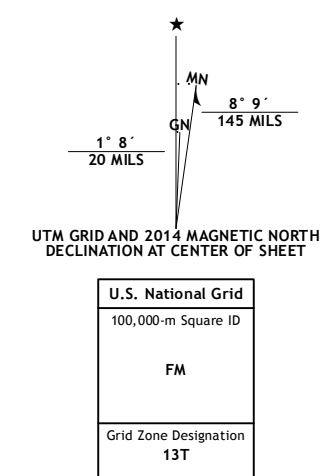 ★
MN
GN
8° 9´
145 MILS
1° 8´
20 MILS
UTM GRID AND 2014 MAGNETIC NORTH
DECLINATION AT CENTER OF SHEET
U.S. National Grid
100,000-m Square ID
FM
Grid Zone Designation
13T